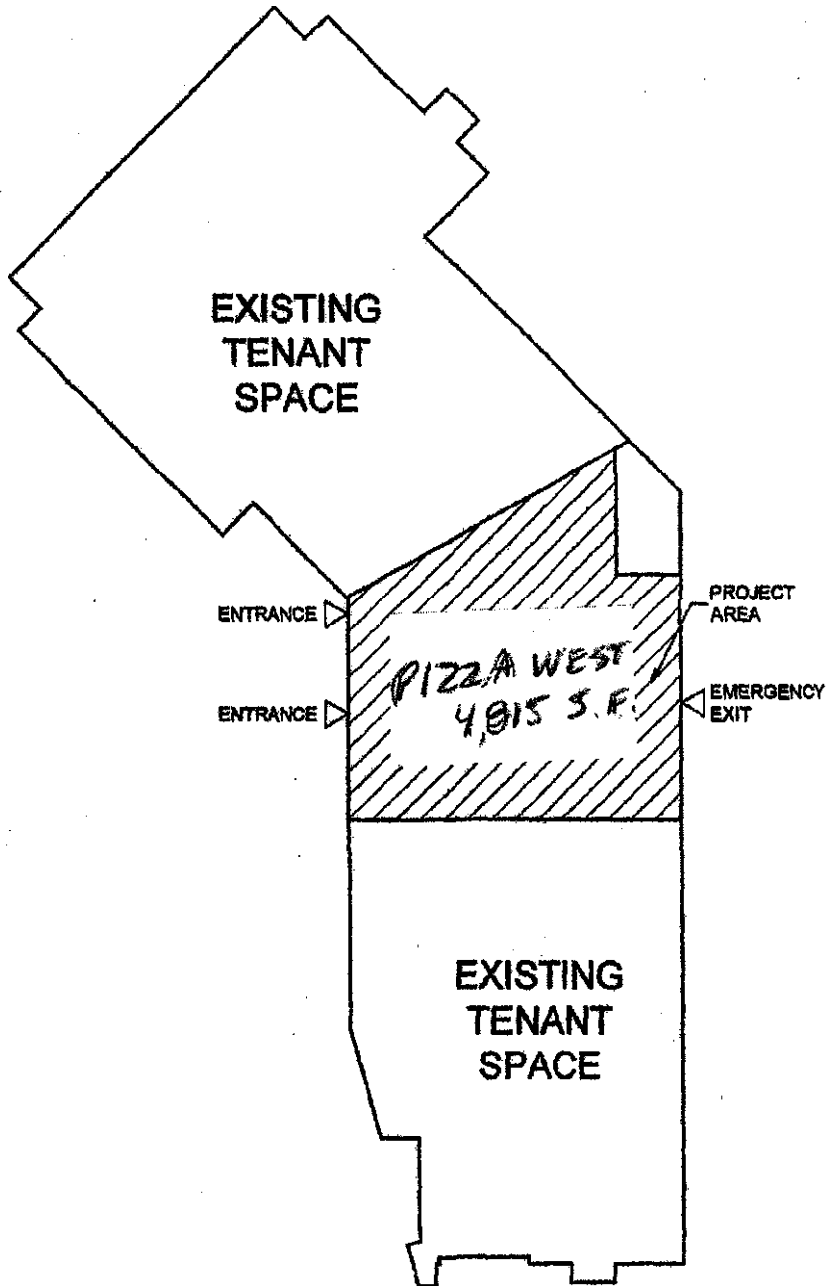 EXISTING
TENANT
SPACE
ENTRANCE
PROJECT
AREA
PIZZA WEST
4,815 S.F.
ENTRANCE
EMERGENCY
EXIT
EXISTING
TENANT
SPACE